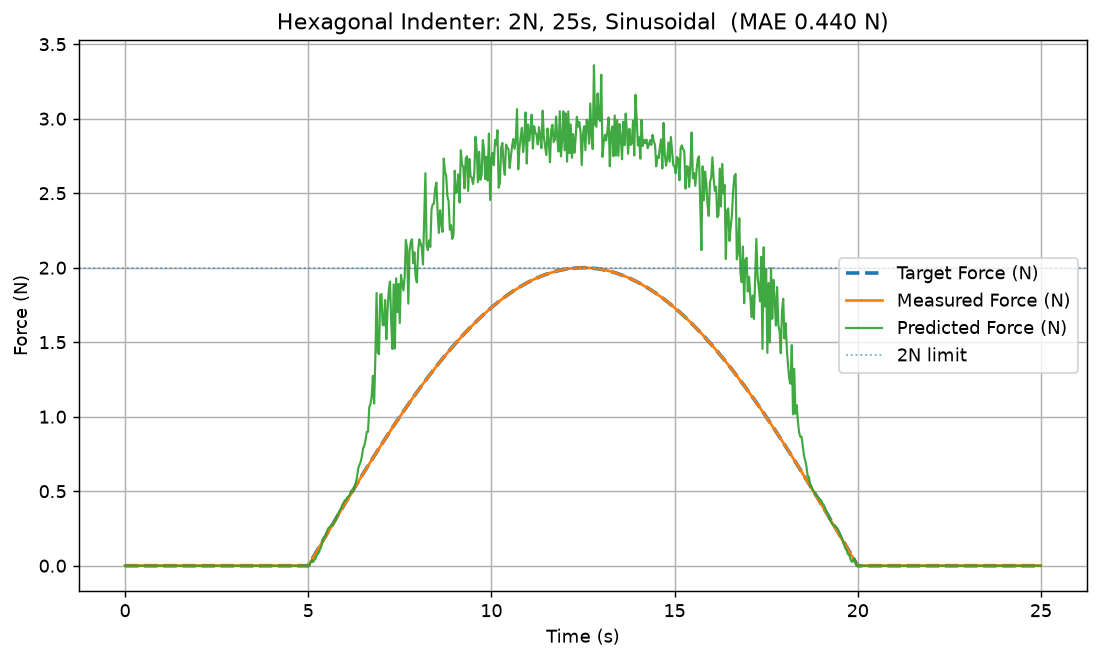 Hexagonal Indenter: 2N, 25s, Sinusoidal  (MAE 0.440 N)
Force (N)
3.5
3.0
2.5
2.0
1.5
1.0
0.5
0.0
Target Force (N)
Measured Force (N)
Predicted Force (N)
2N limit
0
5
10
15
20
25
Time (s)